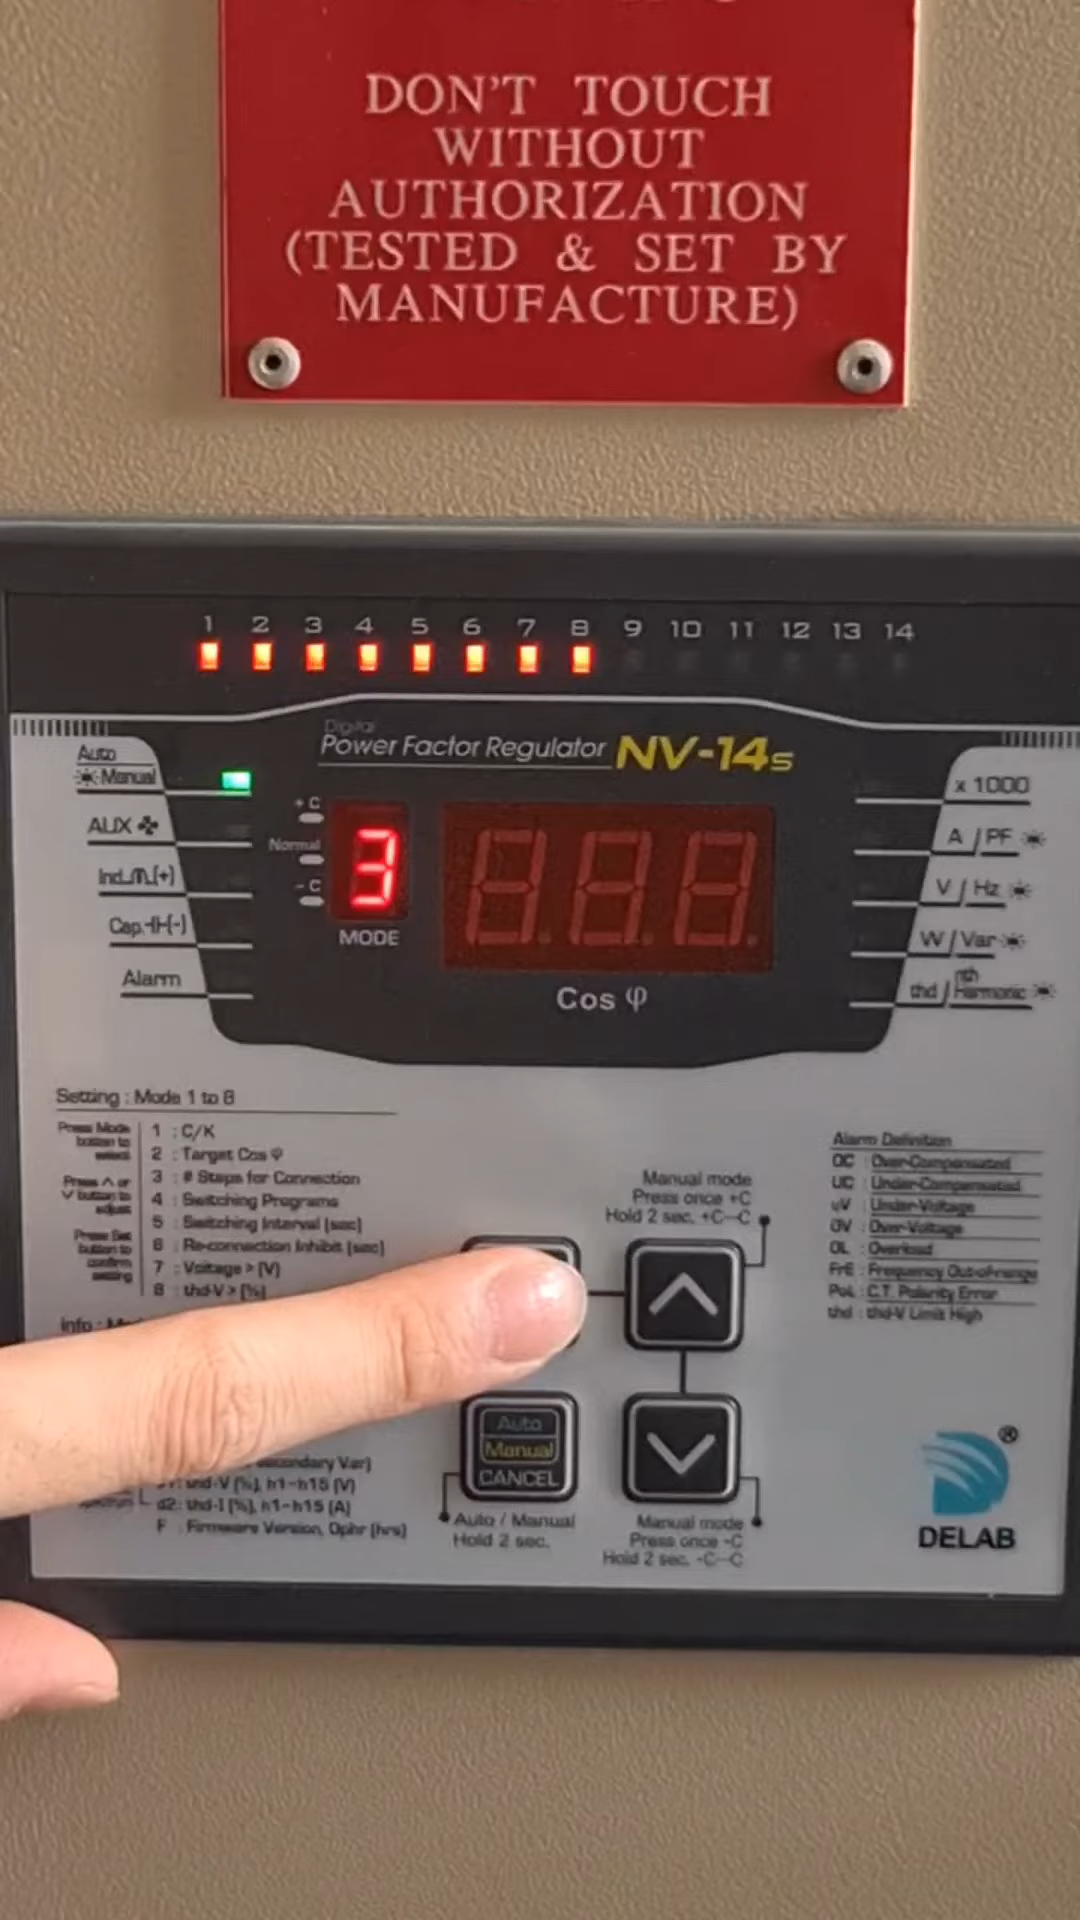 DON'T TOUCH
WITHOUT
AUTHORIZATION
(TESTED & SET BY
MANUFACTURE)
1 2 3 4 5 6 7 8 9 10 11 12 13 14
Digital
Power Factor Regulator NV-14s
Auto
Manual
AUX
Ind. (+)
Cap. (-)
Alarm
+ C
Normal
- C
3
MODE
Cos φ
x 1000
A / PF
V / Hz
W / Var
thd / nth Harmonic
Setting : Mode 1 to 8
Press Mode
button to
select
Press ∧ or
∨ button to
adjust
Press Set
button to
confirm
setting
1 : C/K
2 : Target Cos φ
3 : # Steps for Connection
4 : Switching Programs
5 : Switching Interval (sec)
6 : Re-connection Inhibit (sec)
7 : Voltage > (V)
8 : thd-V > (%)
Info :
Var)
thd-V (%), h1~h15 (V)
d2: thd-I (%), h1~h15 (A)
F : Firmware Version, Ophr (hrs)
Manual mode
Press once +C
Hold 2 sec. +C--C
Auto
Manual
CANCEL
Auto / Manual
Hold 2 sec.
Manual mode
Press once -C
Hold 2 sec. -C--C
Alarm Definition
OC : Over-Compensated
UC : Under-Compensated
uV : Under-Voltage
OV : Over-Voltage
OL : Overload
FrE : Frequency Out-of-range
PoL : C.T. Polarity Error
thd : thd-V Limit High
®
DELAB